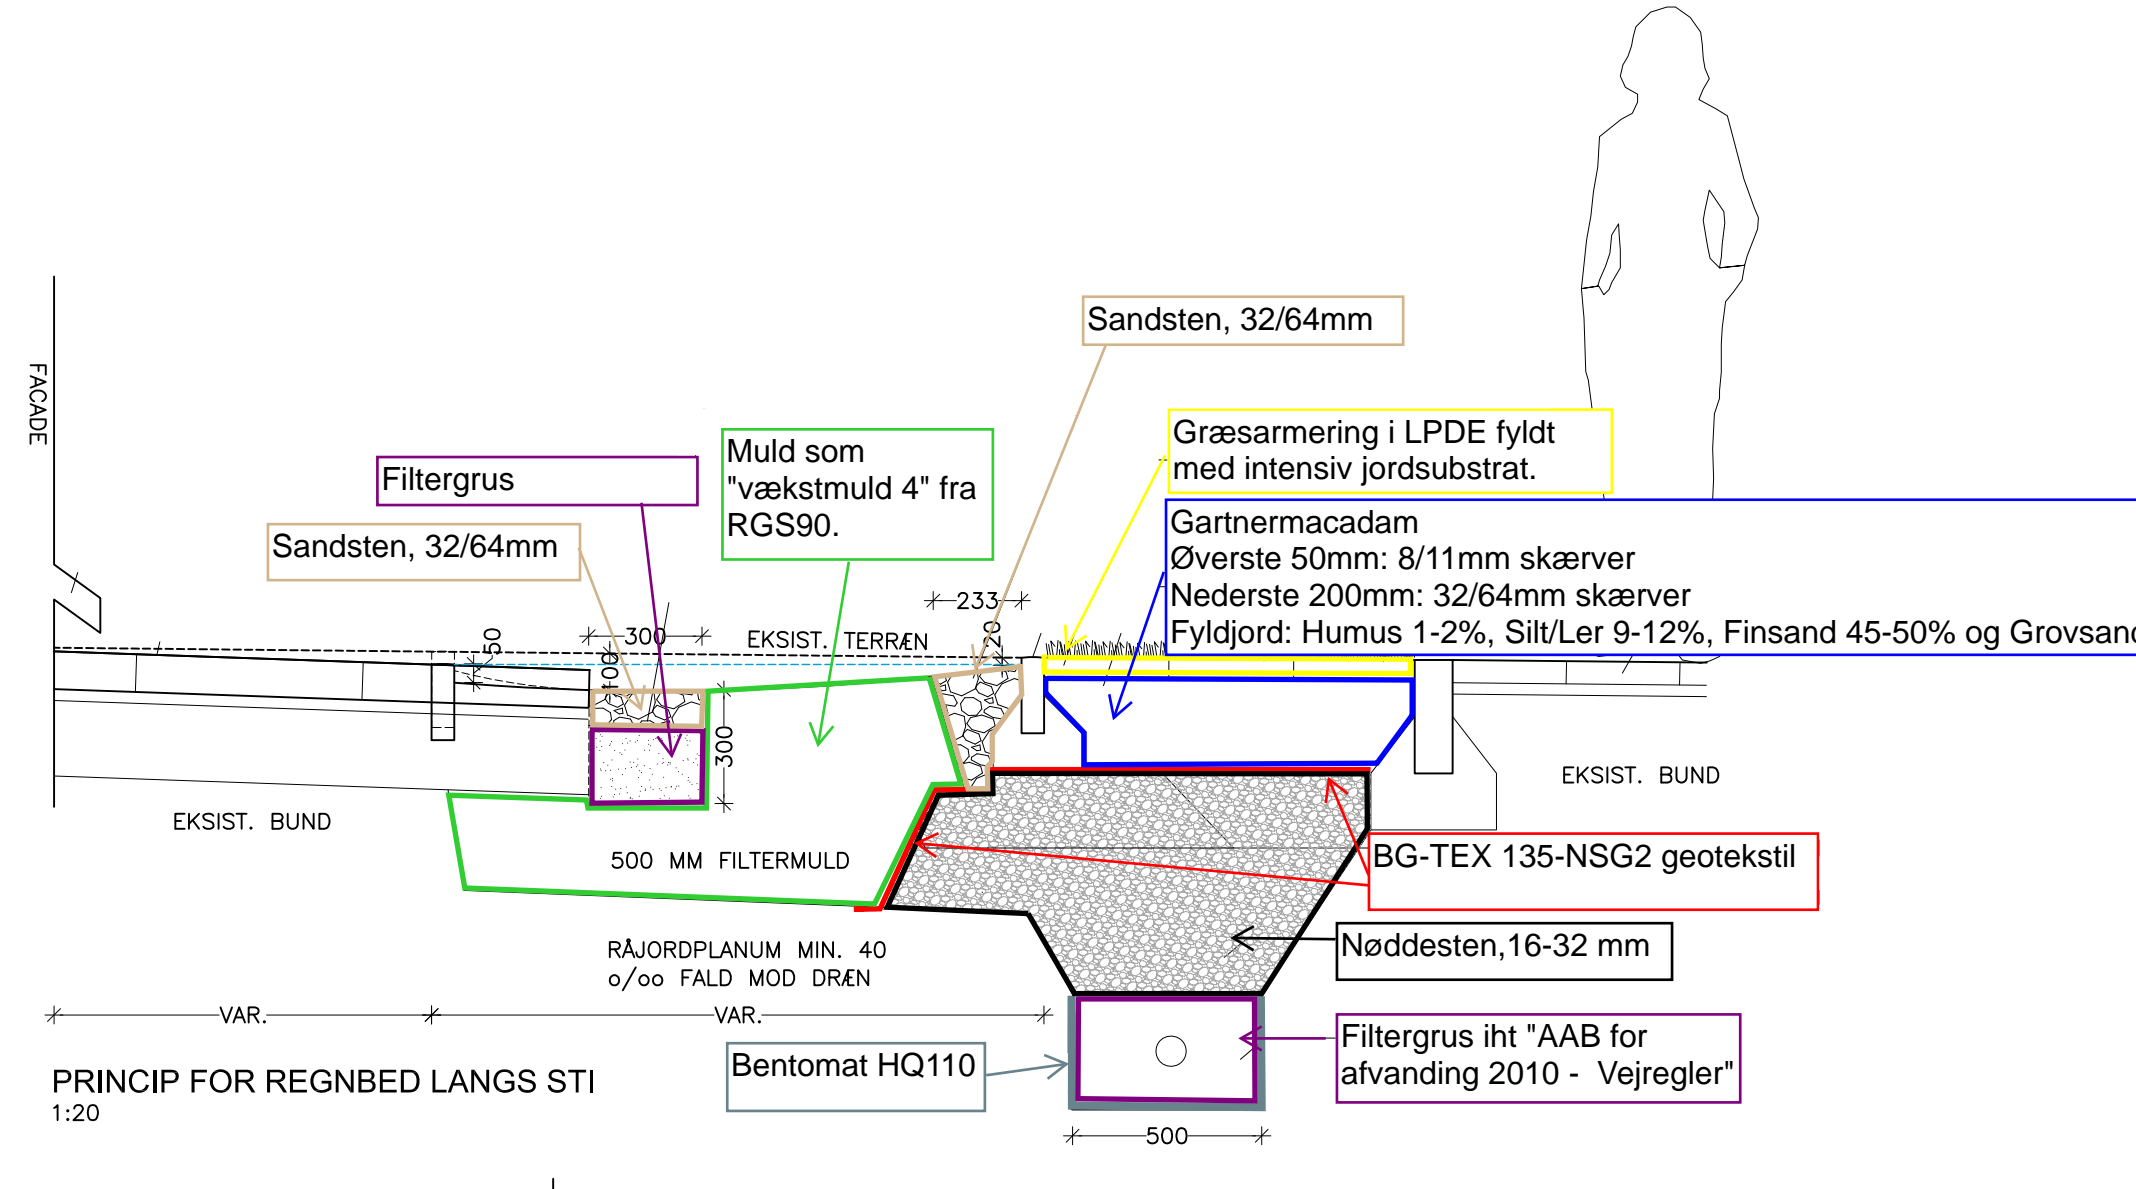 Sandsten, 32/64mm
FACADE
Græsarmering i LPDE fyldt
med intensiv jordsubstrat.
Muld som
"vækstmuld 4" fra
RGS90.
Filtergrus
Sandsten, 32/64mm
Gartnermacadam
Øverste 50mm: 8/11mm skærver
Nederste 200mm: 32/64mm skærver
Fyldjord: Humus 1-2%, Silt/Ler 9-12%, Finsand 45-50% og Grovsand
233
50
300
100
EKSIST. TERRÆN
20
300
EKSIST. BUND
EKSIST. BUND
500 MM FILTERMULD
BG-TEX 135-NSG2 geotekstil
RÅJORDPLANUM MIN. 40
o/oo FALD MOD DRÆN
Nøddesten,16-32 mm
VAR.
VAR.
Bentomat HQ110
Filtergrus iht "AAB for
afvanding 2010 - Vejregler"
PRINCIP FOR REGNBED LANGS STI
1:20
500